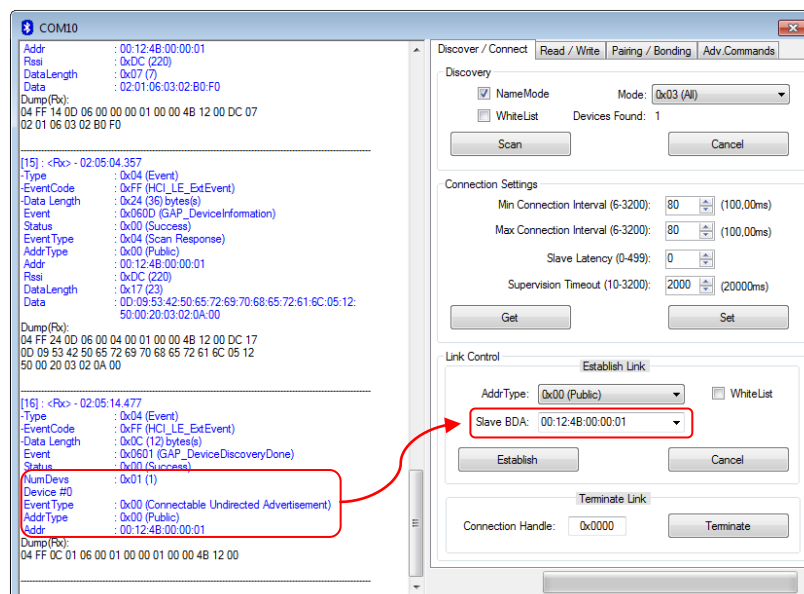 COM10
Addr : 00:12:4B:00:00:01
Rssi : 0xDC (220)
DataLength : 0x07 (7)
Data : 02:01:06:03:02:B0:F0
Dump(Rx):
04 FF 14 0D 06 00 00 00 01 00 00 4B 12 00 DC 07
02 01 06 03 02 B0 F0
[15] : <Rx> - 02:05:04.357
-Type : 0x04 (Event)
-EventCode : 0xFF (HCI_LE_ExtEvent)
-Data Length : 0x24 (36) bytes(s)
Event : 0x060D (GAP_DeviceInformation)
Status : 0x00 (Success)
EventType : 0x04 (Scan Response)
AddrType : 0x00 (Public)
Addr : 00:12:4B:00:00:01
Rssi : 0xDC (220)
DataLength : 0x17 (23)
Data : 0D:09:53:42:50:65:72:69:70:68:65:72:61:6C:05:12:
50:00:20:03:02:0A:00
Dump(Rx):
04 FF 24 0D 06 00 04 00 01 00 00 4B 12 00 DC 17
0D 09 53 42 50 65 72 69 70 68 65 72 61 6C 05 12
50 00 20 03 02 0A 00
[16] : <Rx> - 02:05:14.477
-Type : 0x04 (Event)
-EventCode : 0xFF (HCI_LE_ExtEvent)
-Data Length : 0x0C (12) bytes(s)
Event : 0x0601 (GAP_DeviceDiscoveryDone)
Status : 0x00 (Success)
NumDevs : 0x01 (1)
Device #0
EventType : 0x00 (Connectable Undirected Advertisement)
AddrType : 0x00 (Public)
Addr : 00:12:4B:00:00:01
Dump(Rx):
04 FF 0C 01 06 00 01 00 00 01 00 00 4B 12 00
Discover / Connect Read / Write Pairing / Bonding Adv.Commands
Discovery
NameMode Mode: 0x03 (All)
WhiteList Devices Found: 1
Scan Cancel
Connection Settings
Min Connection Interval (6-3200): 80 (100,00ms)
Max Connection Interval (6-3200): 80 (100,00ms)
Slave Latency (0-499): 0
Supervision Timeout (10-3200): 2000 (20000ms)
Get Set
Link Control
Establish Link
AddrType: 0x00 (Public) WhiteList
Slave BDA: 00:12:4B:00:00:01
Establish Cancel
Terminate Link
Connection Handle: 0x0000 Terminate